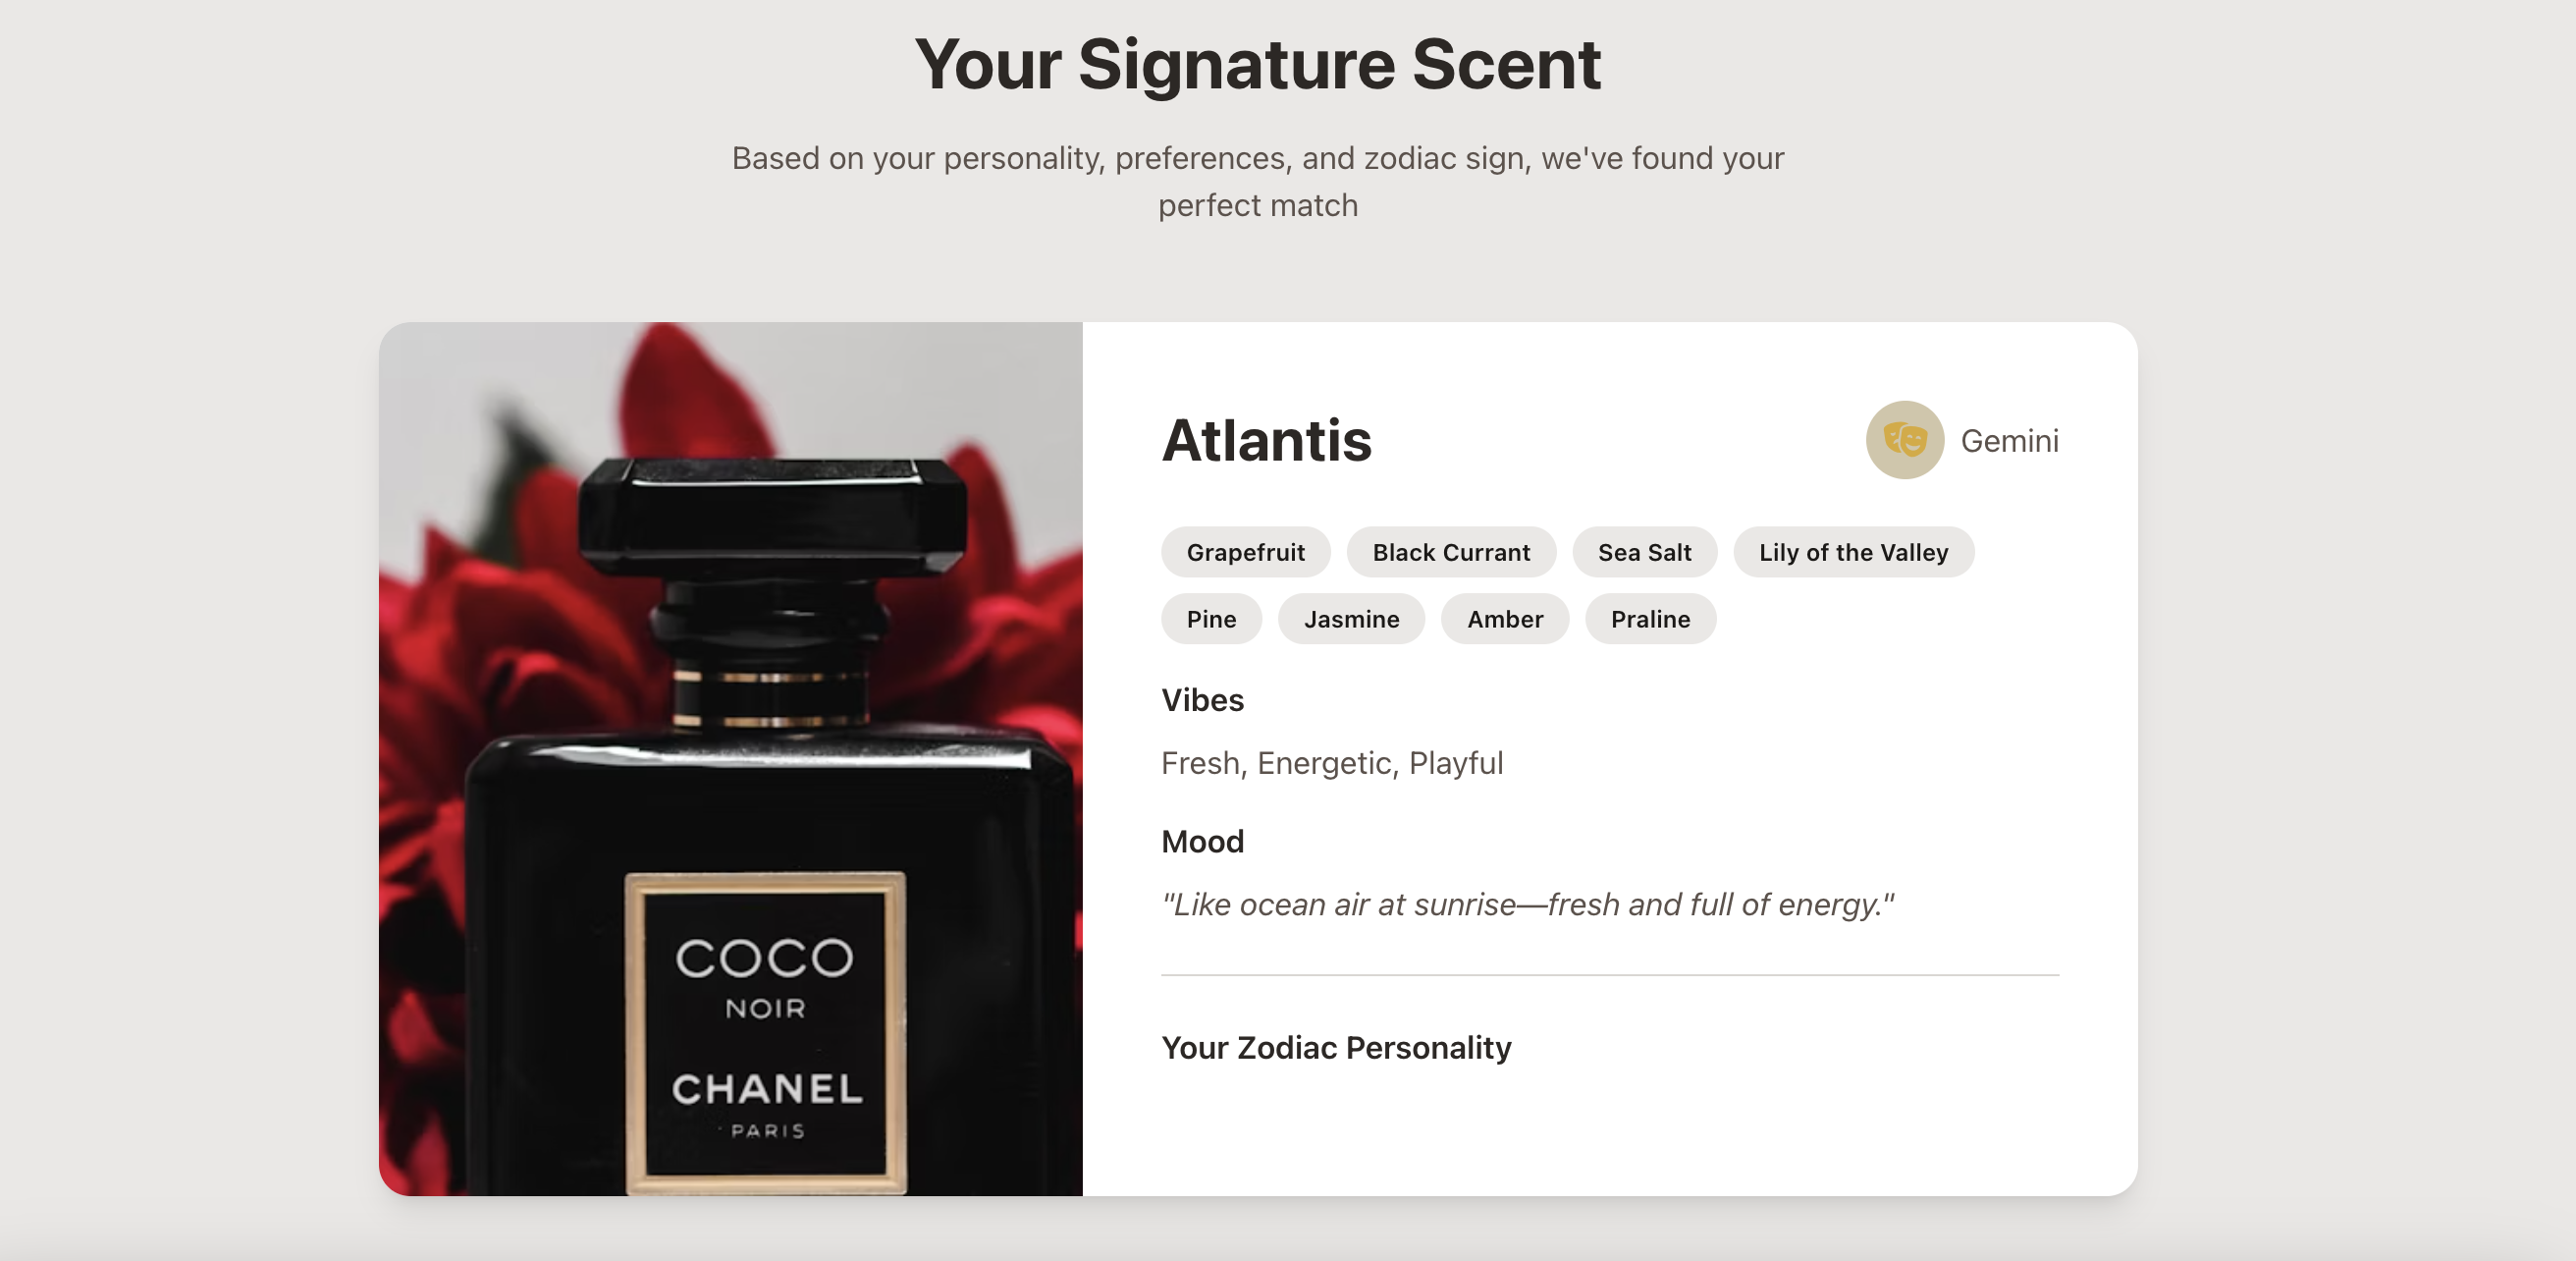 Your Signature Scent
Based on your personality, preferences, and zodiac sign, we've found your
perfect match
COCO
NOIR
CHANEL
PARIS
Atlantis
Gemini
Grapefruit Black Currant Sea Salt Lily of the Valley
Pine Jasmine Amber Praline
Vibes
Fresh, Energetic, Playful
Mood
"Like ocean air at sunrise—fresh and full of energy."
Your Zodiac Personality